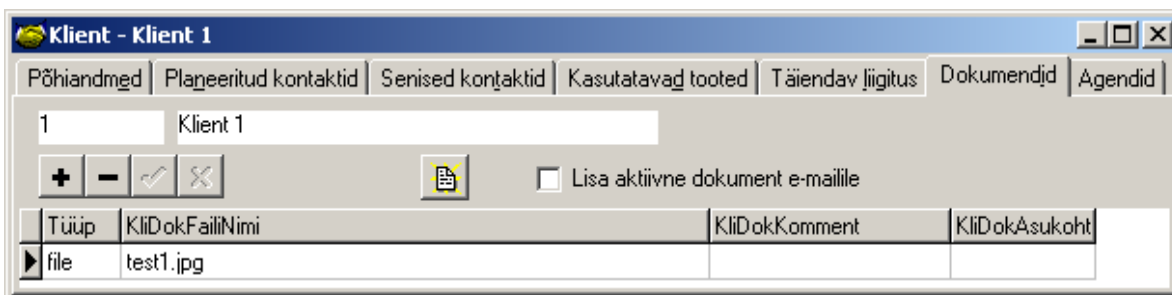 Klient - Klient 1
Põhiandmed Planeeritud kontaktid Senised kontaktid Kasutatavad tooted Täiendav liigitus Dokumendid Agendid
1 Klient 1
Lisa aktiivne dokument e-mailile
Tüüp KliDokFailiNimi KliDokKomment KliDokAsukoht
file test1.jpg